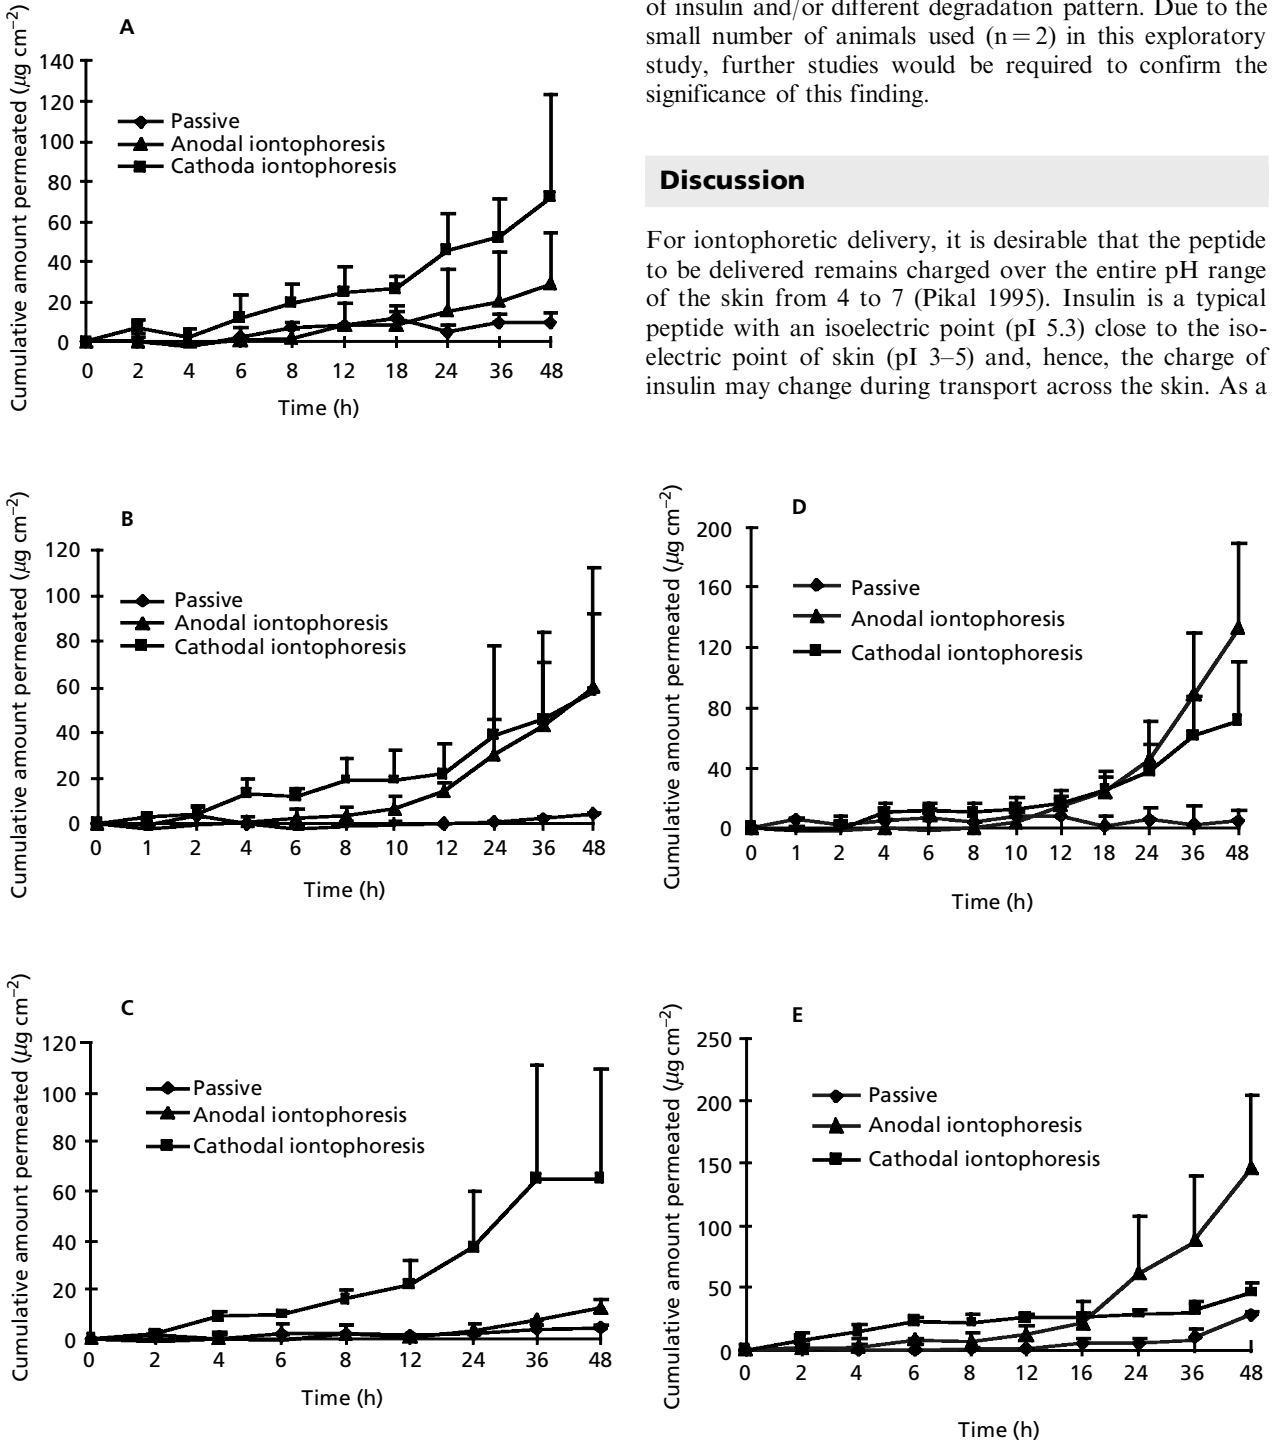 of insulin and/or different degradation pattern. Due to the
small number of animals used (n = 2) in this exploratory
study, further studies would be required to confirm the
significance of this finding.
Discussion
For iontophoretic delivery, it is desirable that the peptide
to be delivered remains charged over the entire pH range
of the skin from 4 to 7 (Pikal 1995). Insulin is a typical
peptide with an isoelectric point (pI 5.3) close to the iso-
electric point of skin (pI 3–5) and, hence, the charge of
insulin may change during transport across the skin. As a
A
Cumulative amount permeated (µg cm−2)
140
120
100
80
60
40
20
0
Passive
Anodal iontophoresis
Cathoda iontophoresis
0 2 4 6 8 12 18 24 36 48
Time (h)
B
Cumulative amount permeated (µg cm−2)
120
100
80
60
40
20
0
Passive
Anodal iontophoresis
Cathodal iontophoresis
0 1 2 4 6 8 10 12 24 36 48
Time (h)
C
Cumulative amount permeated (µg cm−2)
120
100
80
60
40
20
0
Passive
Anodal iontophoresis
Cathodal iontophoresis
0 2 4 6 8 12 24 36 48
Time (h)
D
Cumulative amount permeated (µg cm−2)
200
160
120
80
40
0
Passive
Anodal iontophoresis
Cathodal iontophoresis
0 1 2 4 6 8 10 12 18 24 36 48
Time (h)
E
Cumulative amount permeated (µg cm−2)
250
200
150
100
50
0
Passive
Anodal iontophoresis
Cathodal iontophoresis
0 2 4 6 8 12 16 24 36 48
Time (h)